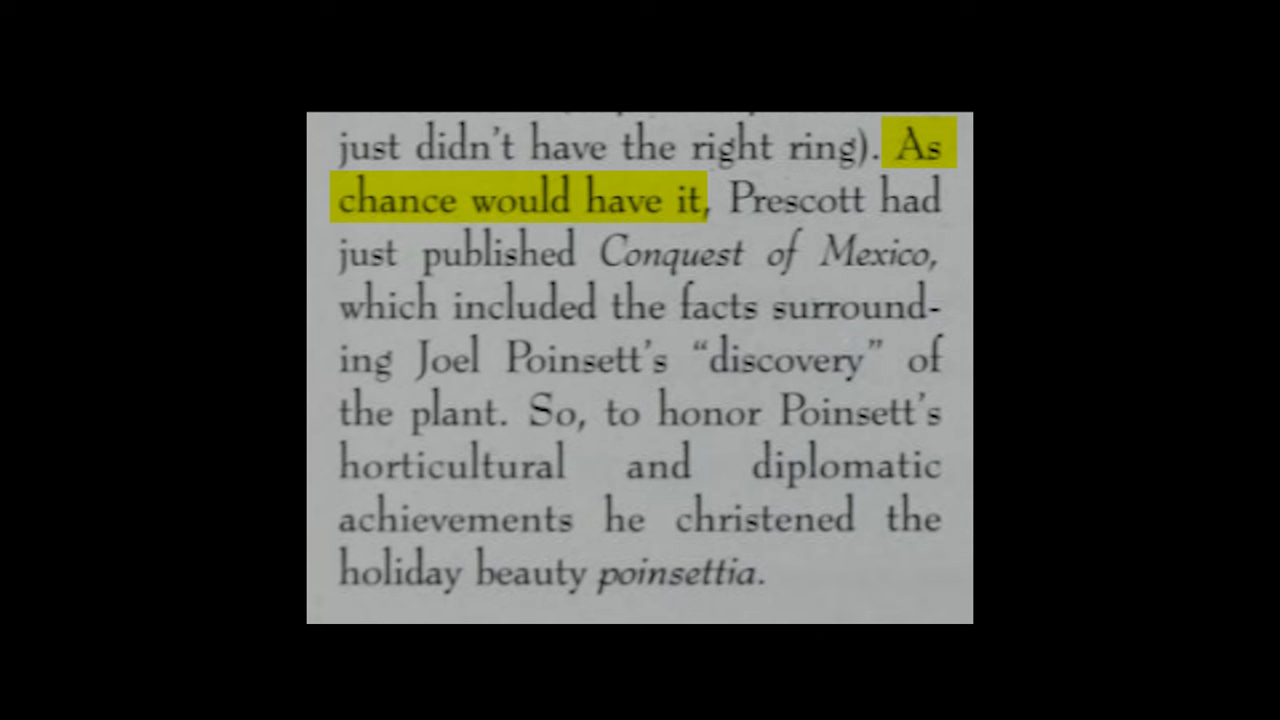 just didn't have the right ring). As
chance would have it, Prescott had
just published Conquest of Mexico,
which included the facts surround-
ing Joel Poinsett's “discovery” of
the plant. So, to honor Poinsett's
horticultural and diplomatic
achievements he christened the
holiday beauty poinsettia.